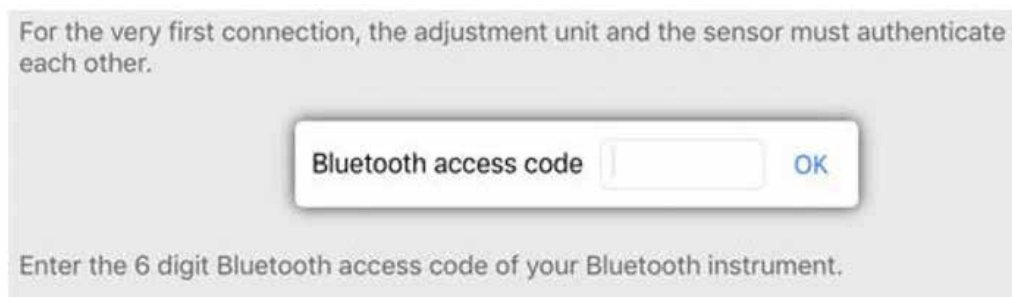 For the very first connection, the adjustment unit and the sensor must authenticate
each other.
Bluetooth access code OK
Enter the 6 digit Bluetooth access code of your Bluetooth instrument.